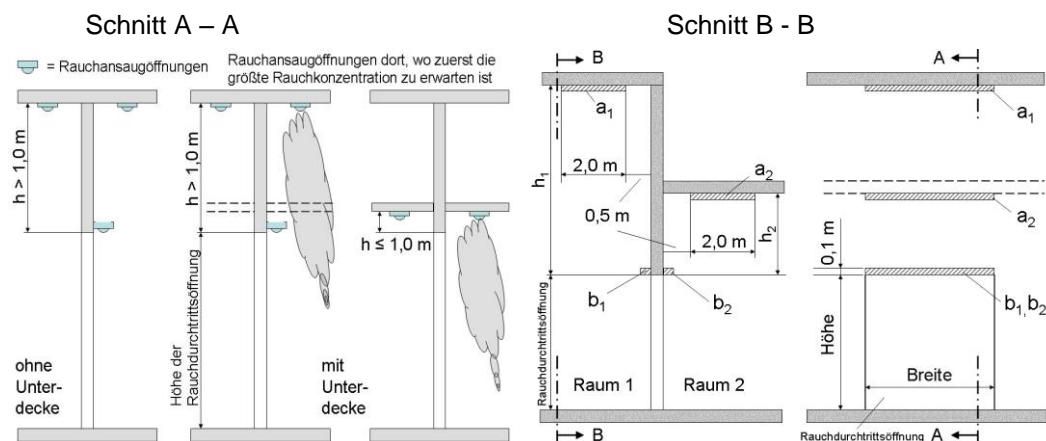 Schnitt A – A
Schnitt B - B
= Rauchansaugöffnungen
Rauchansaugöffnungen dort, wo zuerst die
größte Rauchkonzentration zu erwarten ist
h > 1,0 m
h > 1,0 m
h ≤ 1,0 m
Höhe der
Rauchdurchtrittsöffnung
ohne
Unter-
decke
mit
Unter-
decke
B
a1
h1
2,0 m
a2
0,5 m
2,0 m
h2
b1
b2
Rauchdurchtrittsöffnung
Raum 1
Raum 2
B
A
a1
a2
0,1 m
b1, b2
Höhe
Breite
A
Rauchdurchtrittsöffnung